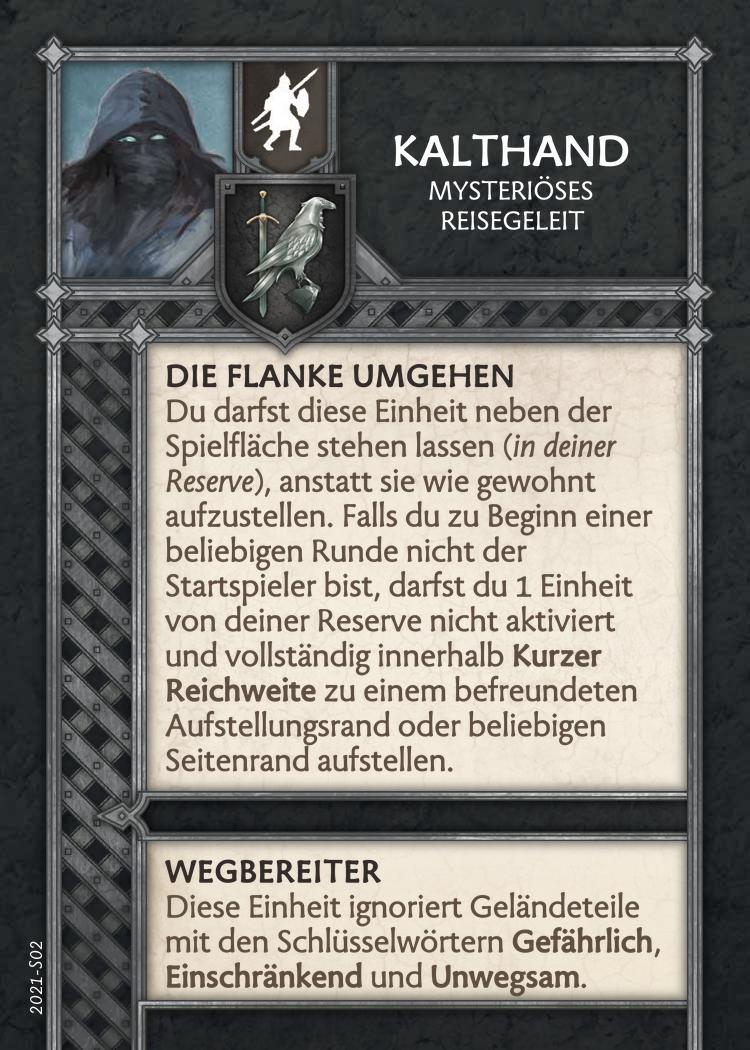 KALTHAND
MYSTERIÖSES
REISEGELEIT
DIE FLANKE UMGEHEN
Du darfst diese Einheit neben der
Spielfläche stehen lassen (in deiner
Reserve), anstatt sie wie gewohnt
aufzustellen. Falls du zu Beginn einer
beliebigen Runde nicht der
Startspieler bist, darfst du 1 Einheit
von deiner Reserve nicht aktiviert
und vollständig innerhalb Kurzer
Reichweite zu einem befreundeten
Aufstellungsrand oder beliebigen
Seitenrand aufstellen.
WEGBEREITER
Diese Einheit ignoriert Geländeteile
mit den Schlüsselwörtern Gefährlich,
Einschränkend und Unwegsam.
2021-S02